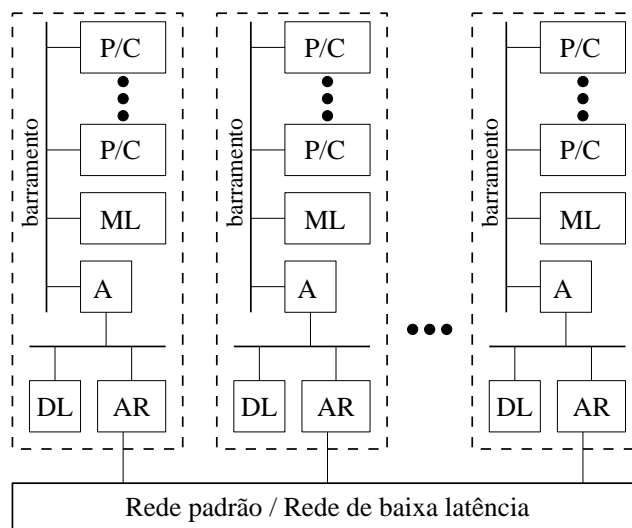 barramento
P/C
P/C
ML
A
DL
AR
barramento
P/C
P/C
ML
A
DL
AR
barramento
P/C
P/C
ML
A
DL
AR
Rede padrão / Rede de baixa latência